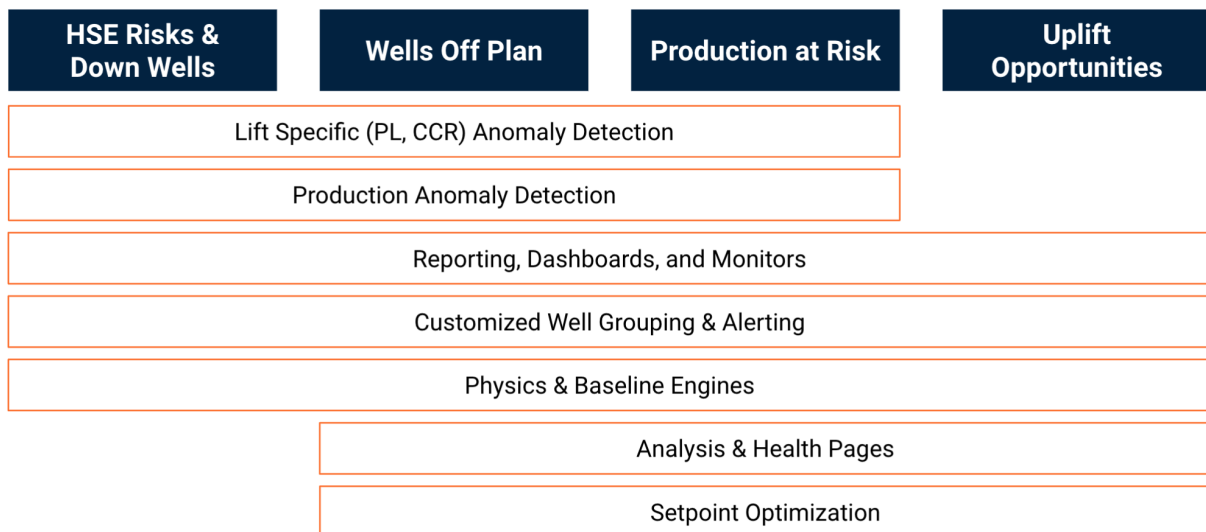 HSE Risks &
Down Wells
Wells Off Plan
Production at Risk
Uplift
Opportunities
Lift Specific (PL, CCR) Anomaly Detection
Production Anomaly Detection
Reporting, Dashboards, and Monitors
Customized Well Grouping & Alerting
Physics & Baseline Engines
Analysis & Health Pages
Setpoint Optimization